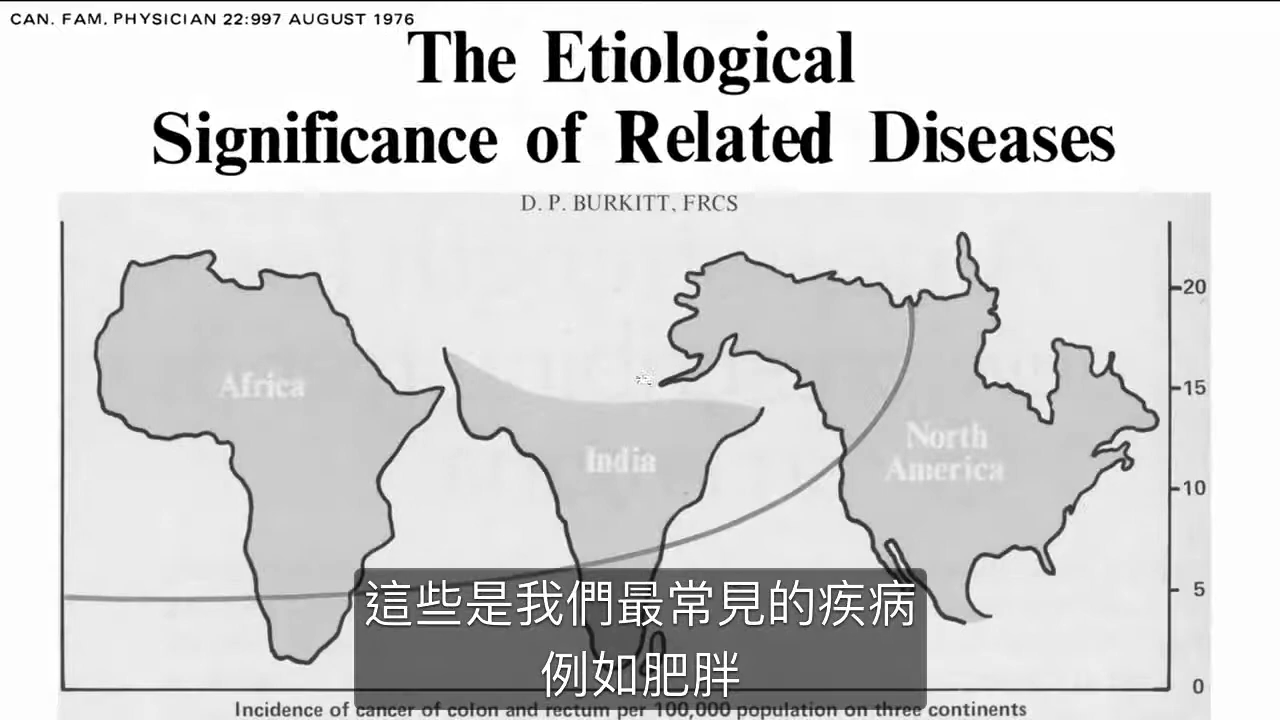 CAN. FAM. PHYSICIAN 22:997 AUGUST 1976
The Etiological
Significance of Related Diseases
D. P. BURKITT, FRCS
Africa
India
North
America
20
15
10
5
0
這些是我們最常見的疾病
例如肥胖
Incidence of cancer of colon and rectum per 100,000 population on three continents